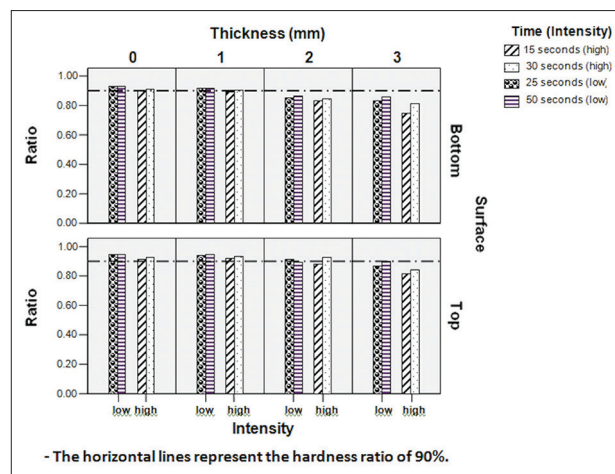 Thickness (mm)
0 1 2 3
Time (Intensity)
15 seconds (high)
30 seconds (high)
25 seconds (low)
50 seconds (low)
1.00
0.80
0.60
0.40
0.20
0.00
Ratio
Bottom
Surface
1.00
0.80
0.60
0.40
0.20
0.00
Ratio
Top
low high low high low high low high
Intensity
- The horizontal lines represent the hardness ratio of 90%.